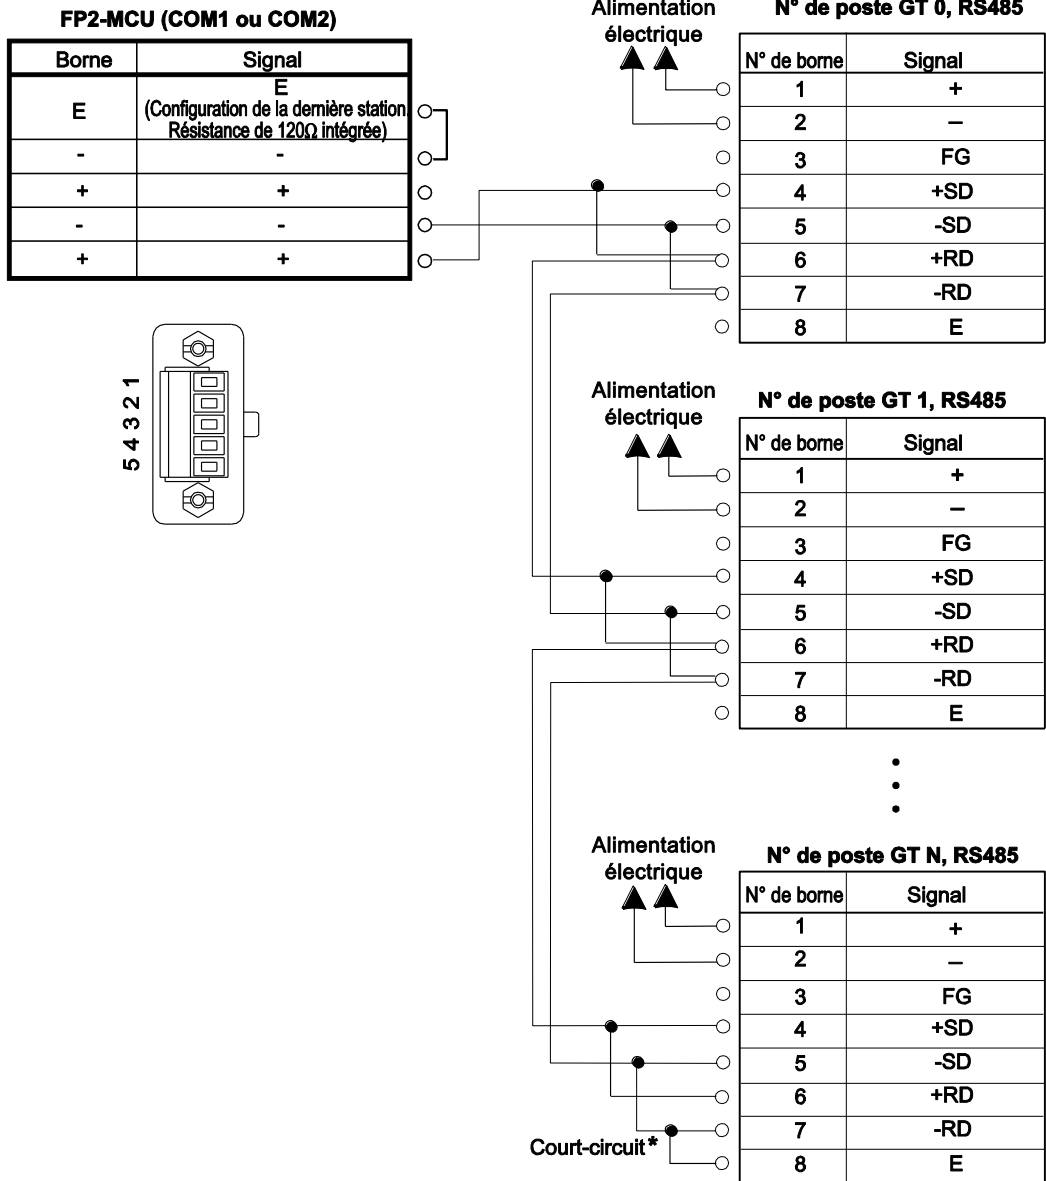 FP2-MCU (COM1 ou COM2)
Borne Signal
E E
(Configuration de la dernière station.
Résistance de 120Ω intégrée)
- -
+ +
- -
+ +
5 4 3 2 1
Alimentation
électrique
N° de poste GT 0, RS485
N° de borne Signal
1 +
2 –
3 FG
4 +SD
5 -SD
6 +RD
7 -RD
8 E
Alimentation
électrique
N° de poste GT 1, RS485
N° de borne Signal
1 +
2 –
3 FG
4 +SD
5 -SD
6 +RD
7 -RD
8 E
Alimentation
électrique
N° de poste GT N, RS485
N° de borne Signal
1 +
2 –
3 FG
4 +SD
5 -SD
6 +RD
7 -RD
8 E
Court-circuit*